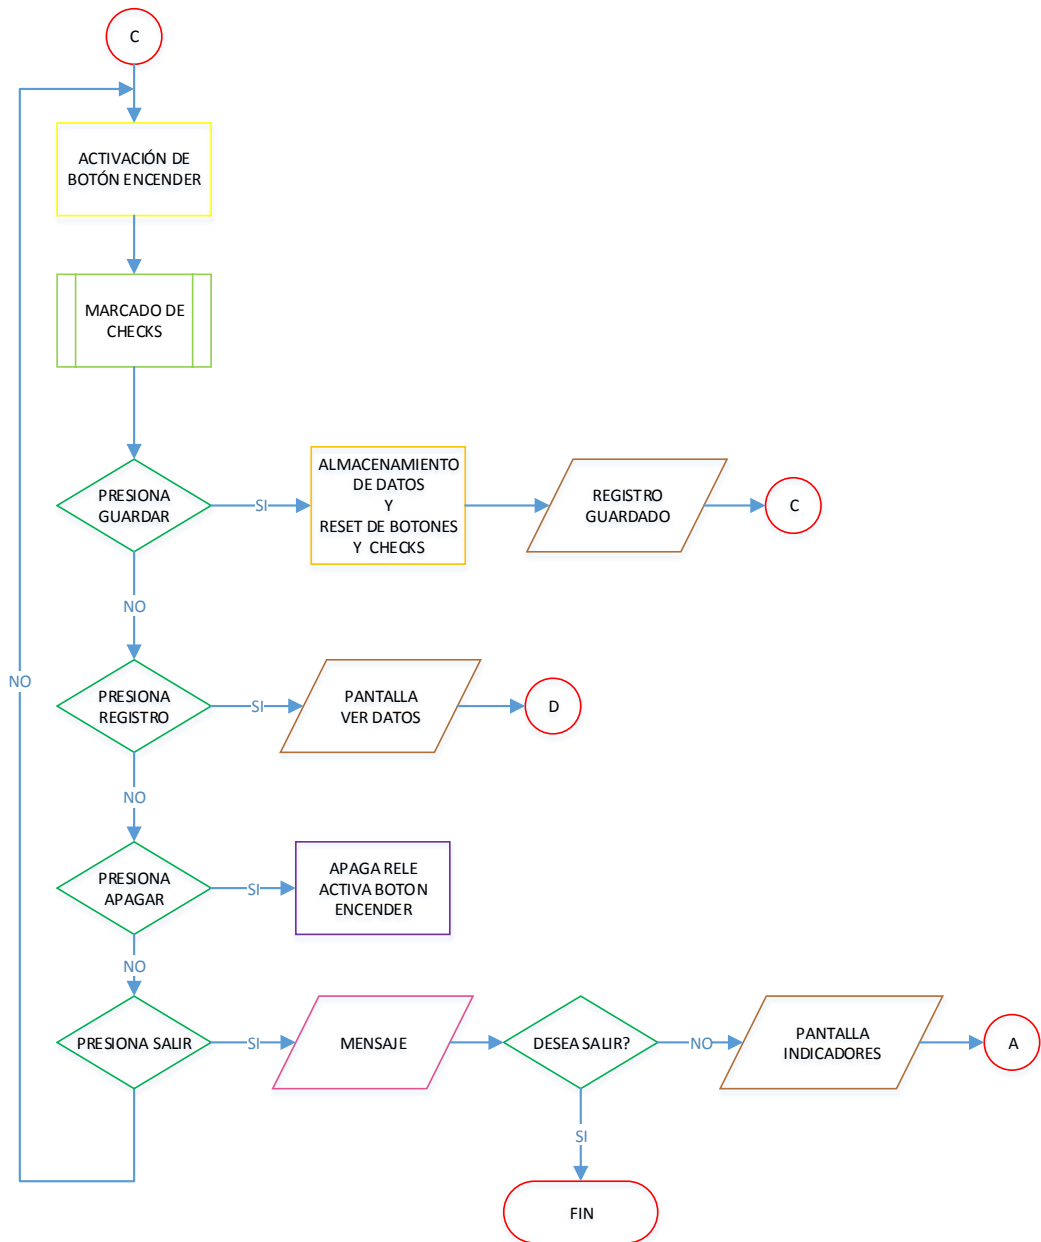 C
ACTIVACIÓN DE
BOTÓN ENCENDER
MARCADO DE
CHECKS
PRESIONA
GUARDAR
SI
ALMACENAMIENTO
DE DATOS
Y
RESET DE BOTONES
Y CHECKS
REGISTRO
GUARDADO
C
NO
NO
PRESIONA
REGISTRO
SI
PANTALLA
VER DATOS
D
NO
PRESIONA
APAGAR
SI
APAGA RELE
ACTIVA BOTON
ENCENDER
NO
PRESIONA SALIR
SI
MENSAJE
DESEA SALIR?
NO
PANTALLA
INDICADORES
A
SI
FIN